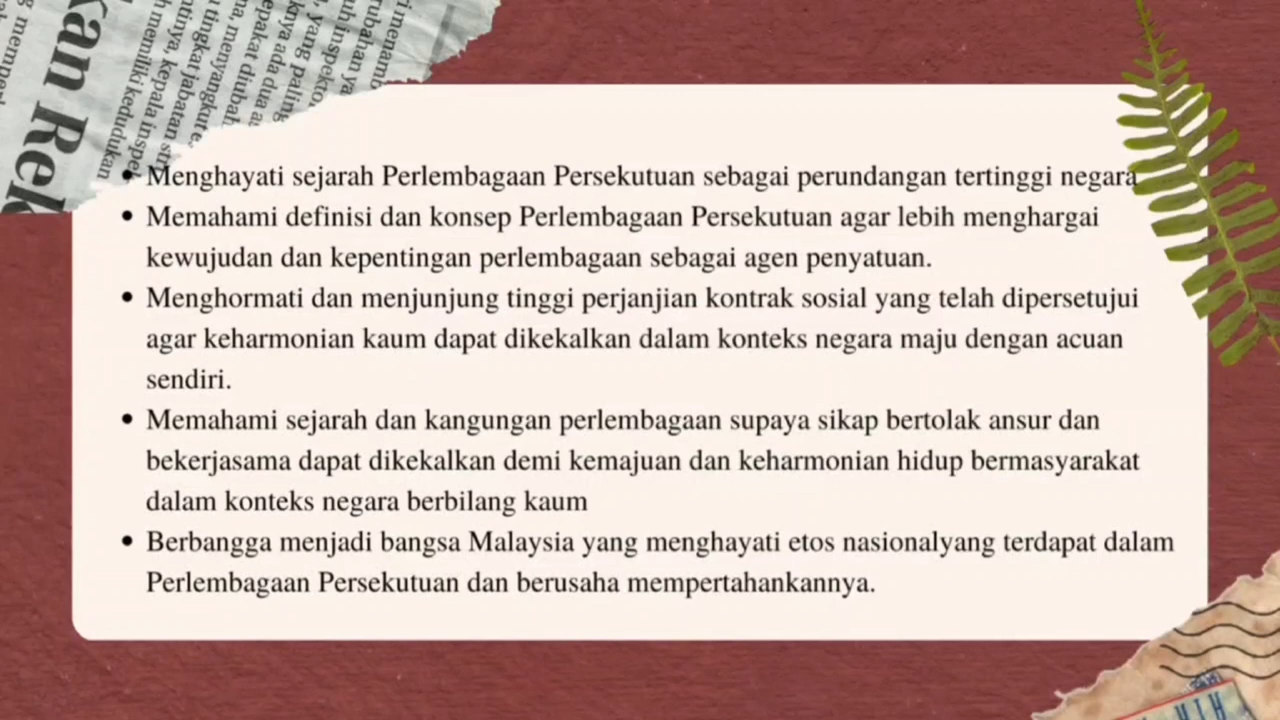 kan Rek
• Menghayati sejarah Perlembagaan Persekutuan sebagai perundangan tertinggi negara
• Memahami definisi dan konsep Perlembagaan Persekutuan agar lebih menghargai
kewujudan dan kepentingan perlembagaan sebagai agen penyatuan.
• Menghormati dan menjunjung tinggi perjanjian kontrak sosial yang telah dipersetujui
agar keharmonian kaum dapat dikekalkan dalam konteks negara maju dengan acuan
sendiri.
• Memahami sejarah dan kangungan perlembagaan supaya sikap bertolak ansur dan
bekerjasama dapat dikekalkan demi kemajuan dan keharmonian hidup bermasyarakat
dalam konteks negara berbilang kaum
• Berbangga menjadi bangsa Malaysia yang menghayati etos nasionalyang terdapat dalam
Perlembagaan Persekutuan dan berusaha mempertahankannya.